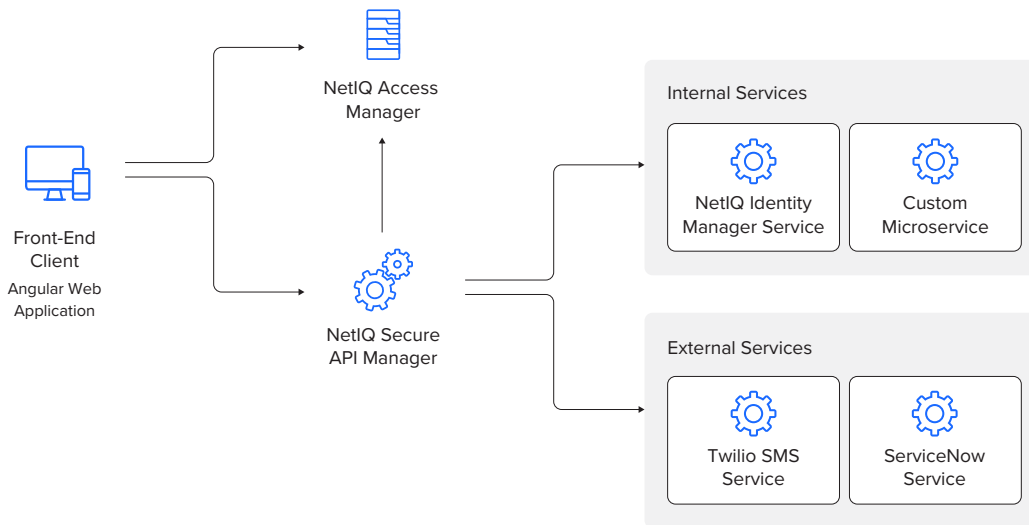 NetIQ Access
Manager
Front-End
Client
Angular Web
Application
NetIQ Secure
API Manager
Internal Services
NetIQ Identity
Manager Service
Custom
Microservice
External Services
Twilio SMS
Service
ServiceNow
Service